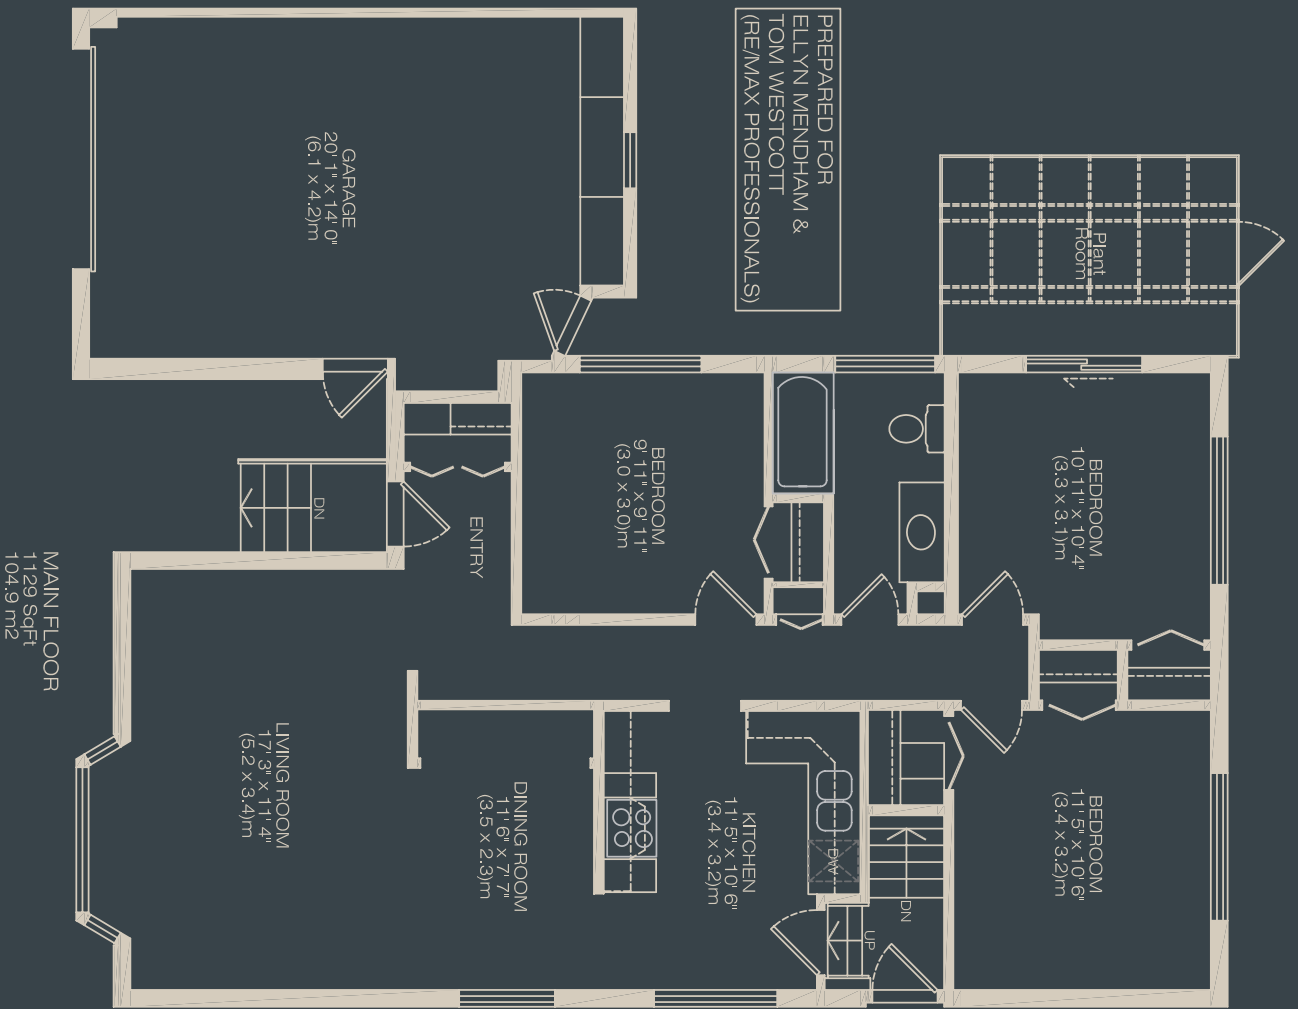 PREPARED FOR
ELLYN MENDHAM &
TOM WESTCOTT
(RE/MAX PROFESSIONALS)
Plant
Room
BEDROOM
10' 11" x 10' 4"
(3.3 x 3.1)m
BEDROOM
11' 5" x 10' 6"
(3.4 x 3.2)m
BEDROOM
9' 11" x 9' 11"
(3.0 x 3.0)m
GARAGE
20' 1" x 14' 0"
(6.1 x 4.2)m
ENTRY
DN
KITCHEN
11' 5" x 10' 6"
(3.4 x 3.2)m
DW
DN
UP
DINING ROOM
11' 6" x 7' 7"
(3.5 x 2.3)m
LIVING ROOM
17' 3" x 11' 4"
(5.2 x 3.4)m
MAIN FLOOR
1129 SqFt
104.9 m2